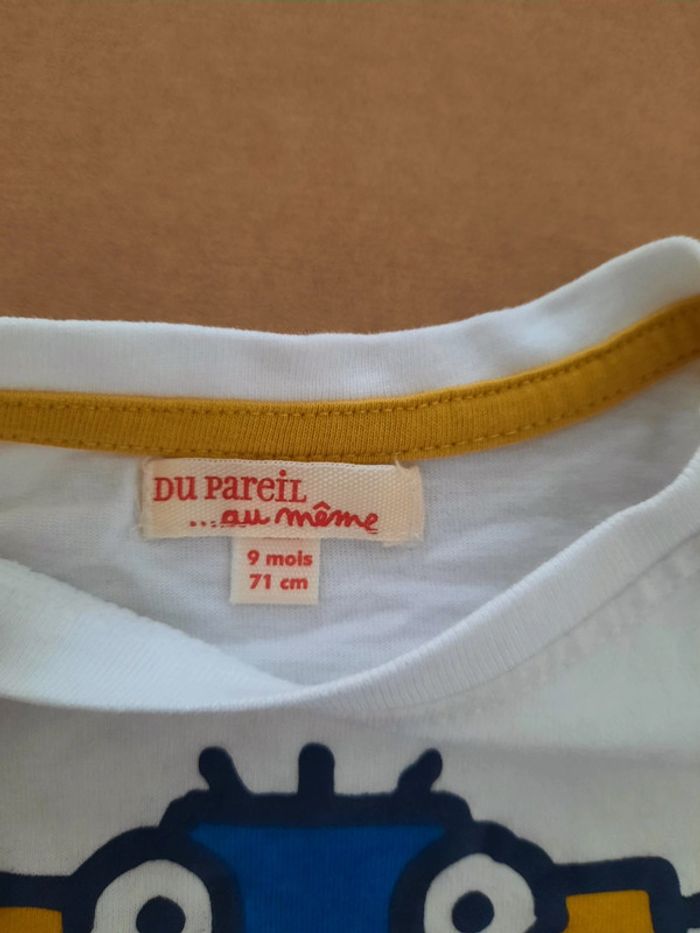 DU PAREIL
...au même
9 mois
71 cm